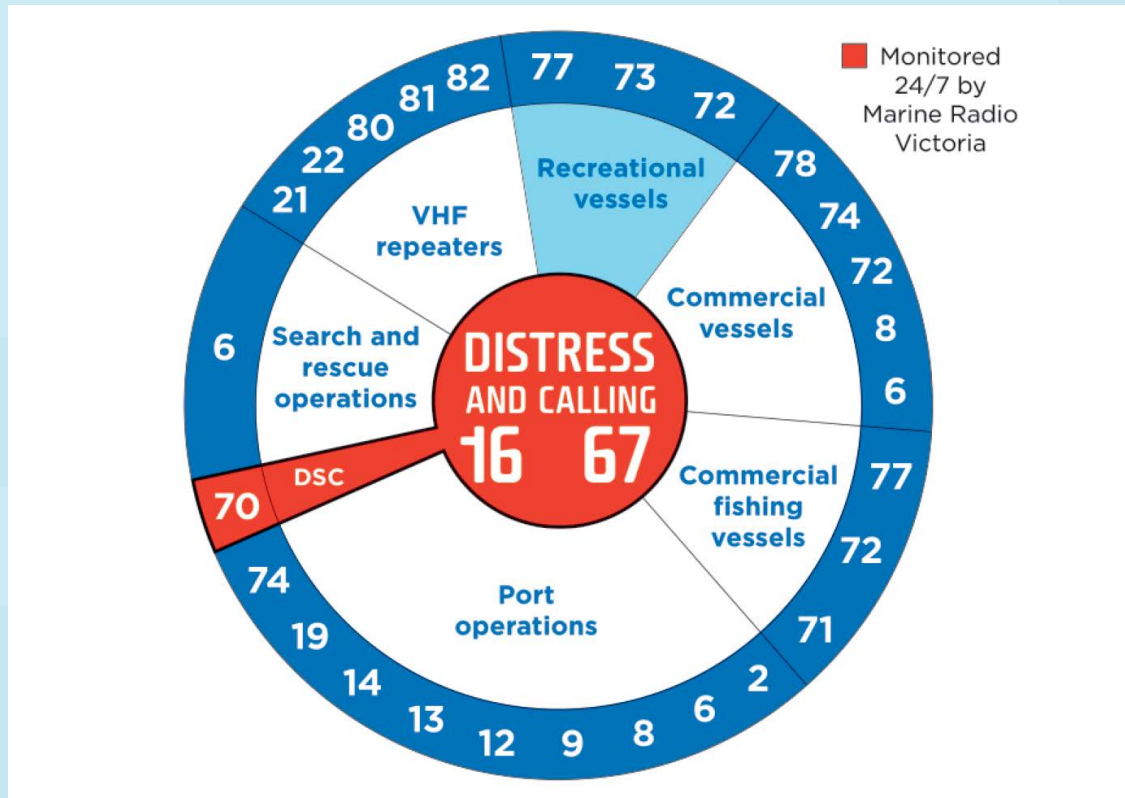 Monitored
24/7 by
Marine Radio
Victoria
77
73
72
Recreational
vessels
78
74
72
8
6
Commercial
vessels
77
72
71
Commercial
fishing
vessels
2
6
8
9
12
13
14
19
74
Port
operations
70
DSC
6
Search and
rescue
operations
21
22
80
81
82
VHF
repeaters
DISTRESS
AND CALLING
16 67